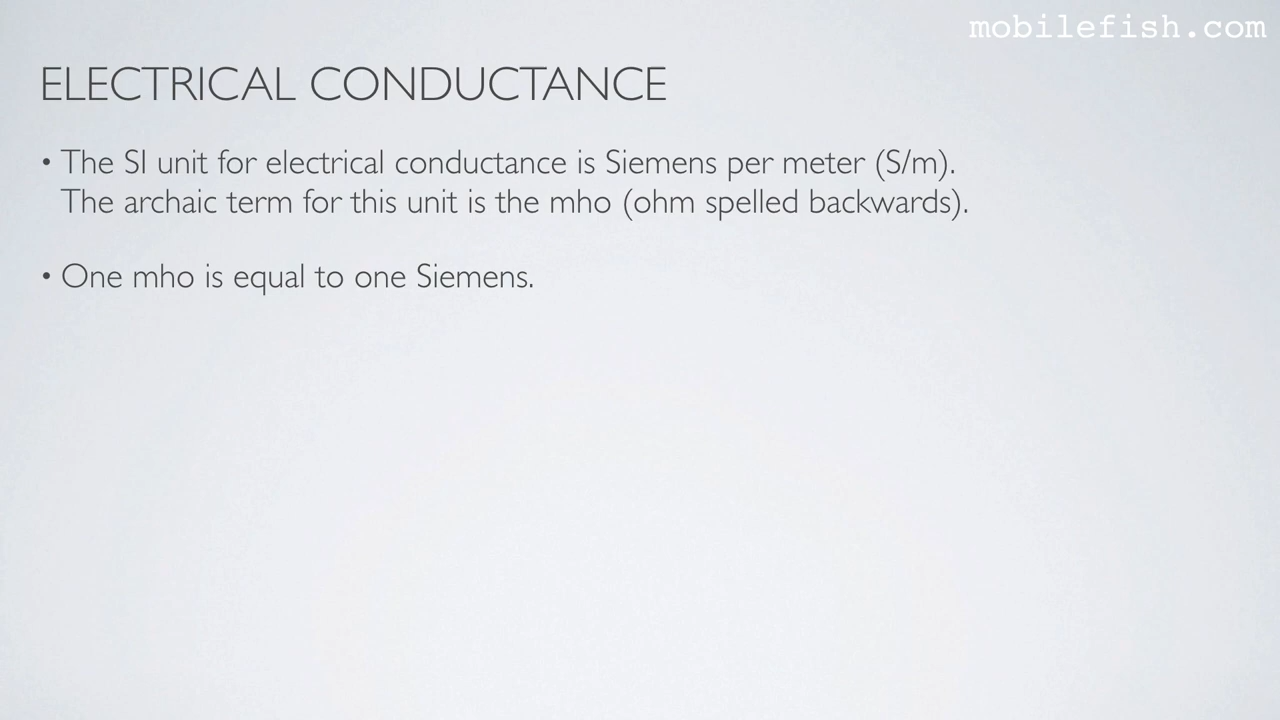 mobilefish.com
ELECTRICAL CONDUCTANCE
• The SI unit for electrical conductance is Siemens per meter (S/m).
The archaic term for this unit is the mho (ohm spelled backwards).
• One mho is equal to one Siemens.